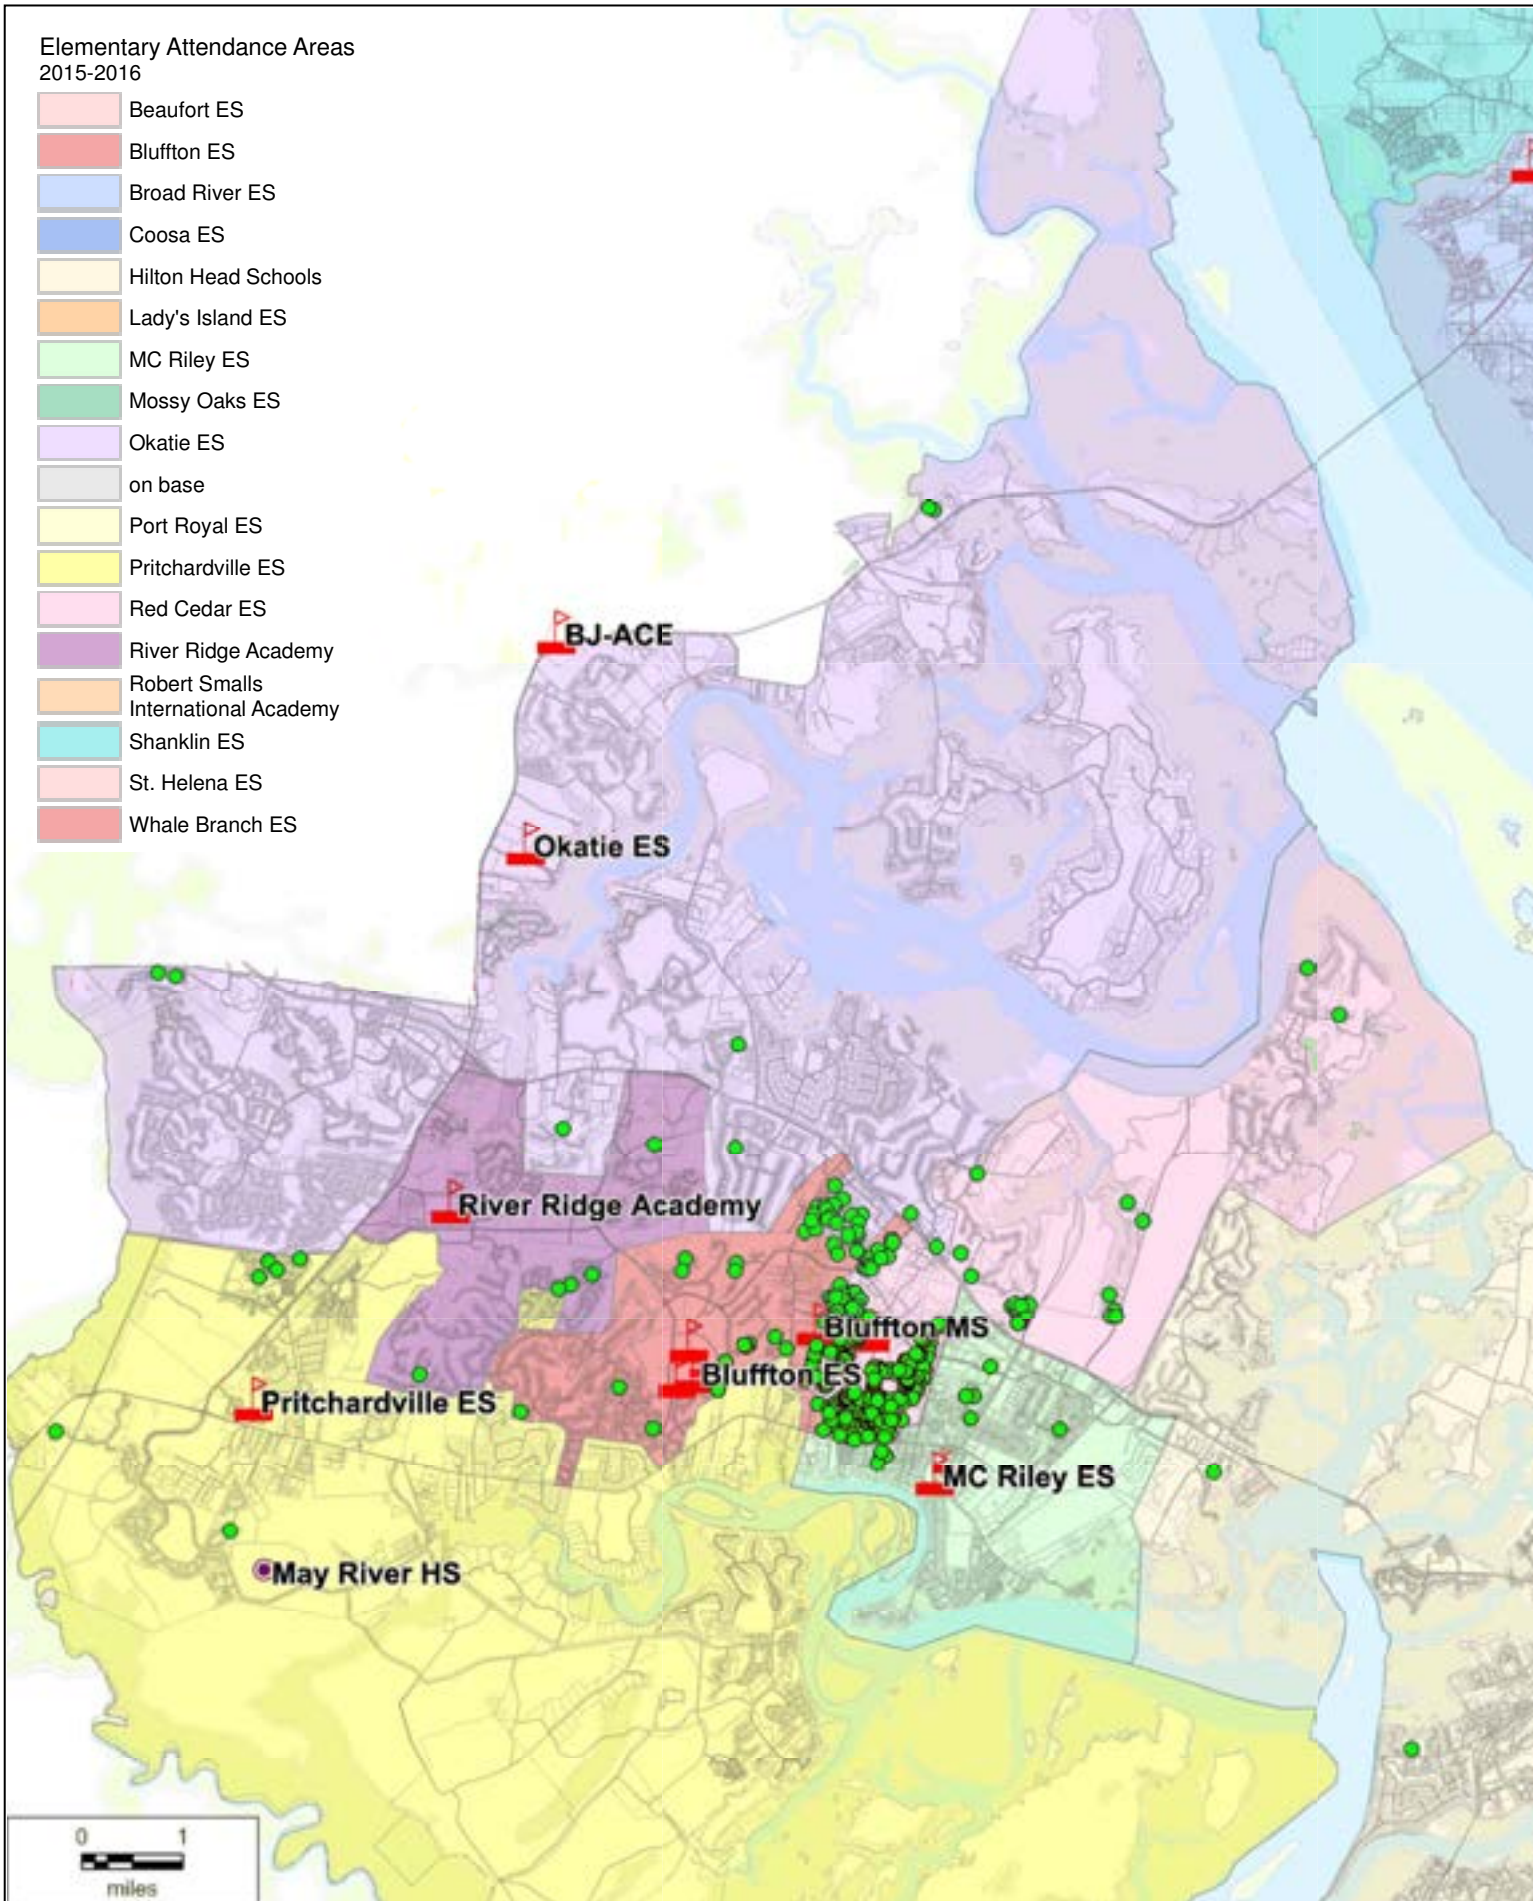 Elementary Attendance Areas
2015-2016
Beaufort ES
Bluffton ES
Broad River ES
Coosa ES
Hilton Head Schools
Lady's Island ES
MC Riley ES
Mossy Oaks ES
Okatie ES
on base
Port Royal ES
Pritchardville ES
Red Cedar ES
River Ridge Academy
Robert Smalls
International Academy
Shanklin ES
St. Helena ES
Whale Branch ES
BJ-ACE
Okatie ES
River Ridge Academy
Bluffton MS
Bluffton ES
Pritchardville ES
MC Riley ES
May River HS
0 1
miles